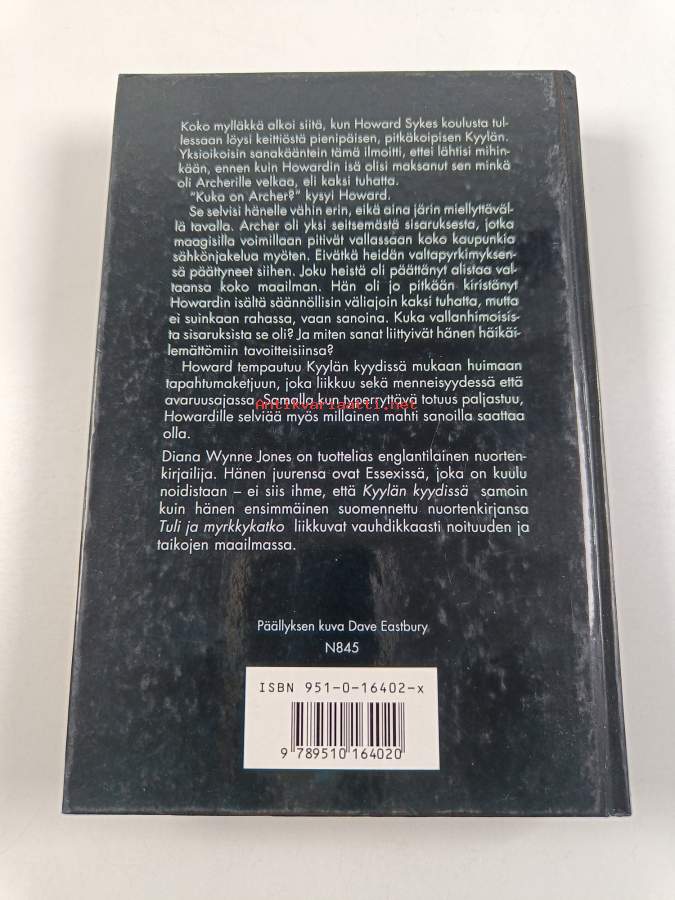 Koko mylläkkä alkoi siitä, kun Howard Sykes koulusta tul-
lessaan löysi keittiöstä pienipäisen, pitkäkoipisen Kyylän.
Yksioikoisin sanakääntein tämä ilmoitti, ettei lähtisi mihin-
kään, ennen kuin Howardin isä olisi maksanut sen minkä
oli Archerille velkaa, eli kaksi tuhatta.
"Kuka on Archer?" kysyi Howard.
Se selvisi hänelle vähin erin, eikä aina järin miellyttäväl-
lä tavalla. Archer oli yksi seitsemästä sisaruksesta, jotka
maagisilla voimillaan pitivät vallassaan koko kaupunkia
sähkönjakelua myöten. Eivätkä heidän valtapyrkimyksen-
sä päättyneet siihen. Joku heistä oli päättänyt alistaa val-
taansa koko maailman. Hän oli jo pitkään kiristänyt
Howardin isältä säännöllisin väliajoin kaksi tuhatta, mutta
ei suinkaan rahassa, vaan sanoina. Kuka vallanhimoisis-
ta sisaruksista se oli? Ja miten sanat liittyivät hänen häikäi-
lemättömiin tavoitteisiinsa?
Howard tempautuu Kyylän kyydissä mukaan huimaan
tapahtumaketjuun, joka liikkuu sekä menneisyydessä että
avaruusajassa. Samalla kun typerryttävä totuus paljastuu,
Antikvariaatti.net
Howardille selviää myös millainen mahti sanoilla saattaa
olla.
Diana Wynne Jones on tuottelias englantilainen nuorten-
kirjailija. Hänen juurensa ovat Essexissä, joka on kuulu
noidistaan – ei siis ihme, että Kyylän kyydissä samoin
kuin hänen ensimmäinen suomennettu nuortenkirjansa
Tuli ja myrkkykatko liikkuvat vauhdikkaasti noituuden ja
taikojen maailmassa.
Päällyksen kuva Dave Eastbury
N845
ISBN 951-0-16402-x
9 789510 164020